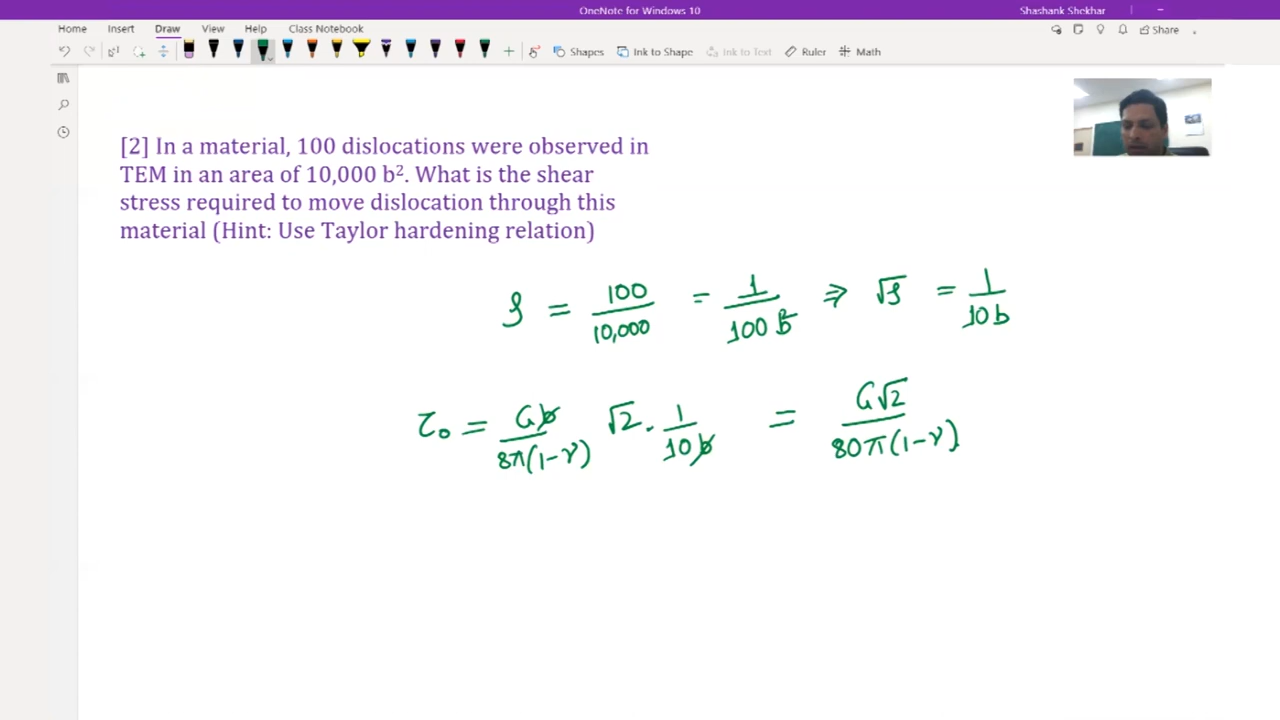 OneNote for Windows 10
Shashank Shekhar
Home Insert Draw View Help Class Notebook
Share
Shapes Ink to Shape Ink to Text Ruler Math
[2] In a material, 100 dislocations were observed in
TEM in an area of 10,000 b². What is the shear
stress required to move dislocation through this
material (Hint: Use Taylor hardening relation)
ρ = 100/10,000 = 1/100 b² ⇒ √ρ = 1/10b
τ₀ = Gb/8π(1-ν) √2 · 1/10b = G√2/80π(1-ν)